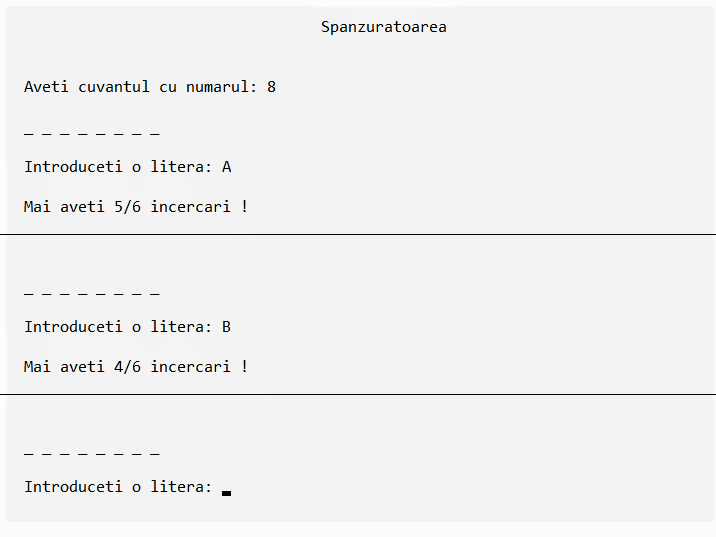 Spanzuratoarea
Aveti cuvantul cu numarul: 8
_ _ _ _ _ _ _ _
Introduceti o litera: A
Mai aveti 5/6 incercari !
_ _ _ _ _ _ _ _
Introduceti o litera: B
Mai aveti 4/6 incercari !
_ _ _ _ _ _ _ _
Introduceti o litera: